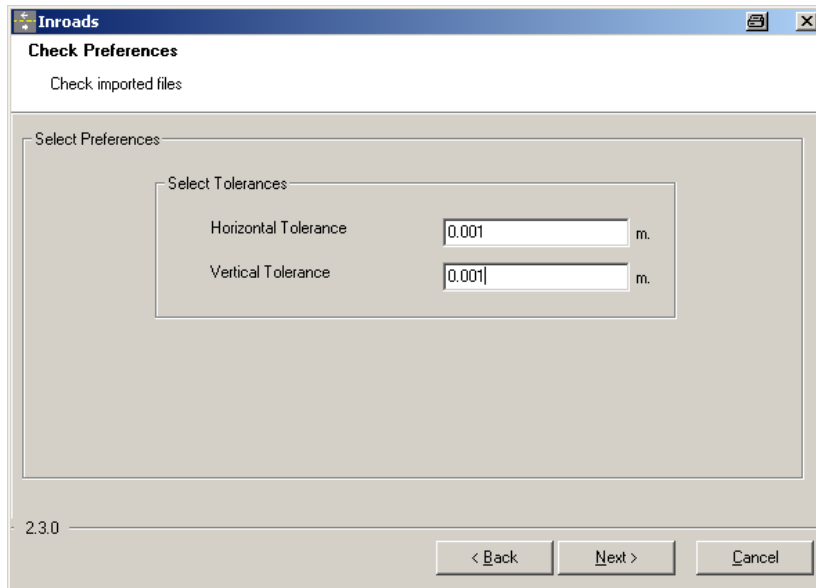 Inroads
Check Preferences
Check imported files
Select Preferences
Select Tolerances
Horizontal Tolerance 0.001 m.
Vertical Tolerance 0.001 m.
2.3.0
< Back Next > Cancel